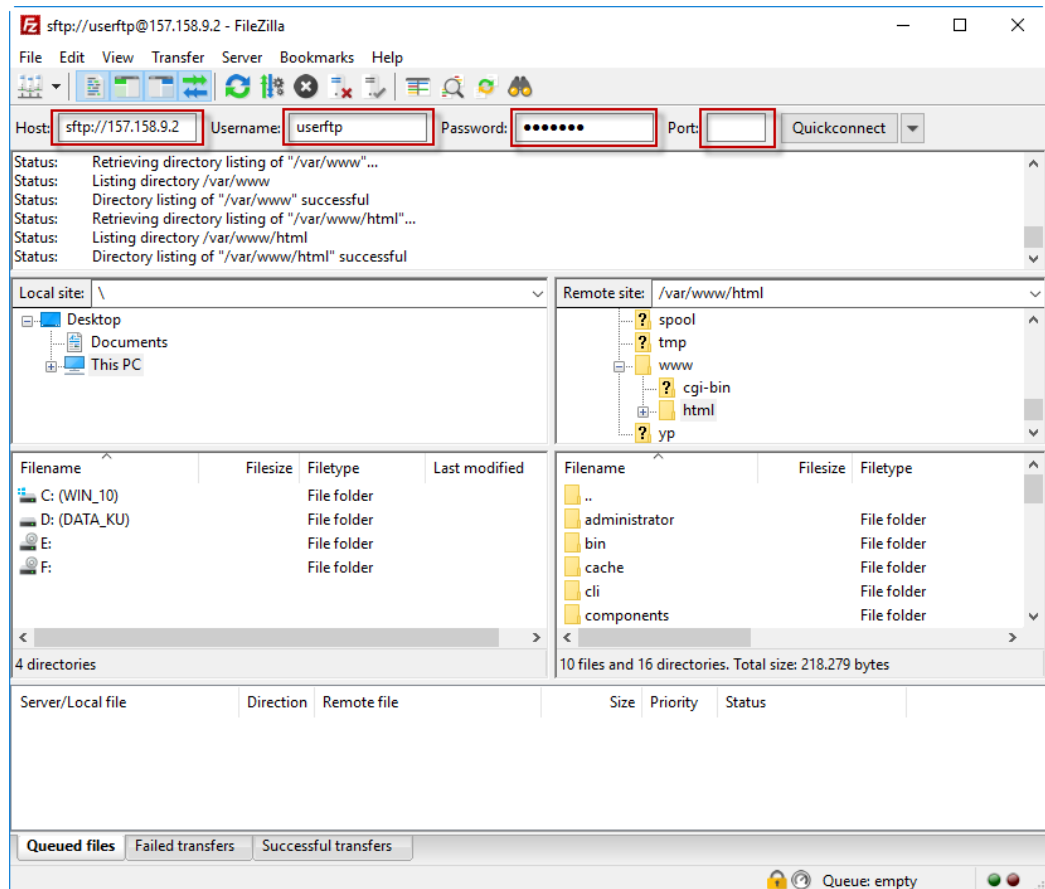 sftp://userftp@157.158.9.2 - FileZilla
File Edit View Transfer Server Bookmarks Help
Host: sftp://157.158.9.2 Username: userftp Password: ●●●●●●● Port: Quickconnect
Status: Retrieving directory listing of "/var/www"...
Status: Listing directory /var/www
Status: Directory listing of "/var/www" successful
Status: Retrieving directory listing of "/var/www/html"...
Status: Listing directory /var/www/html
Status: Directory listing of "/var/www/html" successful
Local site: \
Desktop
Documents
This PC
Remote site: /var/www/html
? spool
? tmp
www
? cgi-bin
html
? yp
Filename Filesize Filetype Last modified
C: (WIN_10) File folder
D: (DATA_KU) File folder
E: File folder
F: File folder
4 directories
Filename Filesize Filetype
..
administrator File folder
bin File folder
cache File folder
cli File folder
components File folder
10 files and 16 directories. Total size: 218.279 bytes
Server/Local file Direction Remote file Size Priority Status
Queued files Failed transfers Successful transfers
Queue: empty